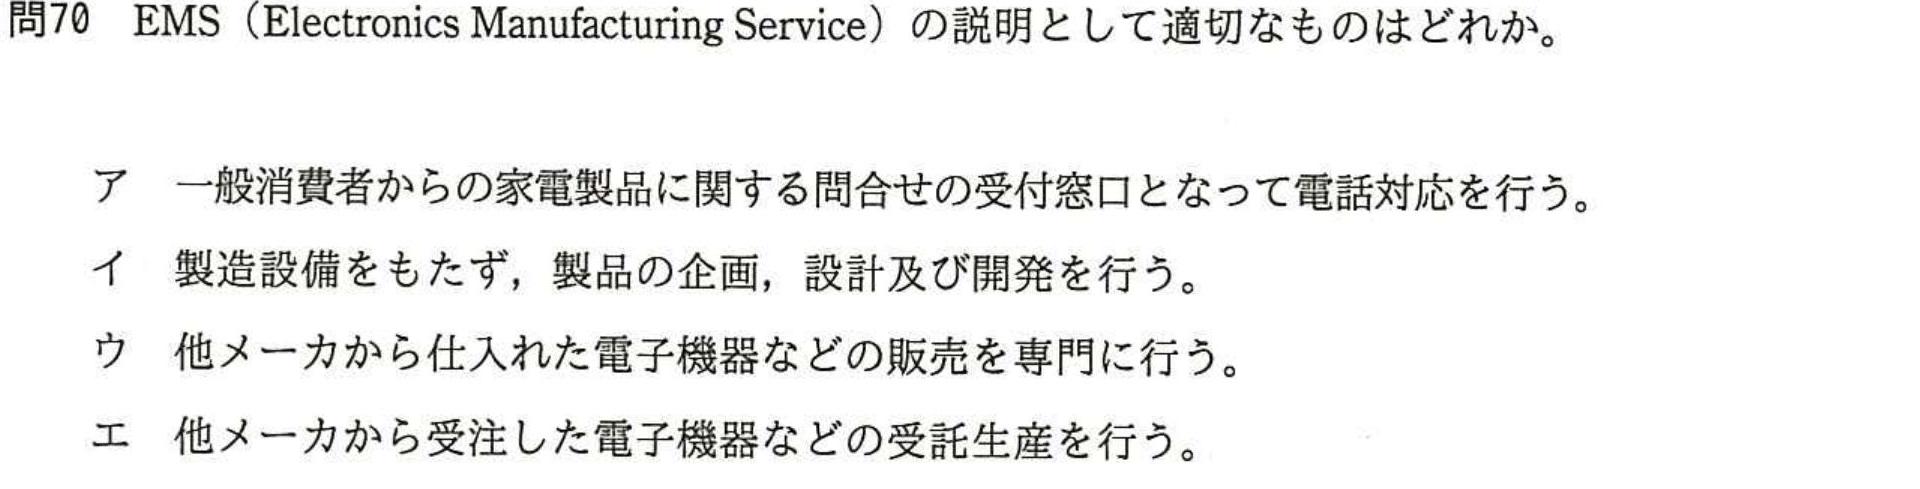 問70 EMS（Electronics Manufacturing Service）の説明として適切なものはどれか。
ア 一般消費者からの家電製品に関する問合せの受付窓口となって電話対応を行う。
イ 製造設備をもたず，製品の企画，設計及び開発を行う。
ウ 他メーカから仕入れた電子機器などの販売を専門に行う。
エ 他メーカから受注した電子機器などの受託生産を行う。